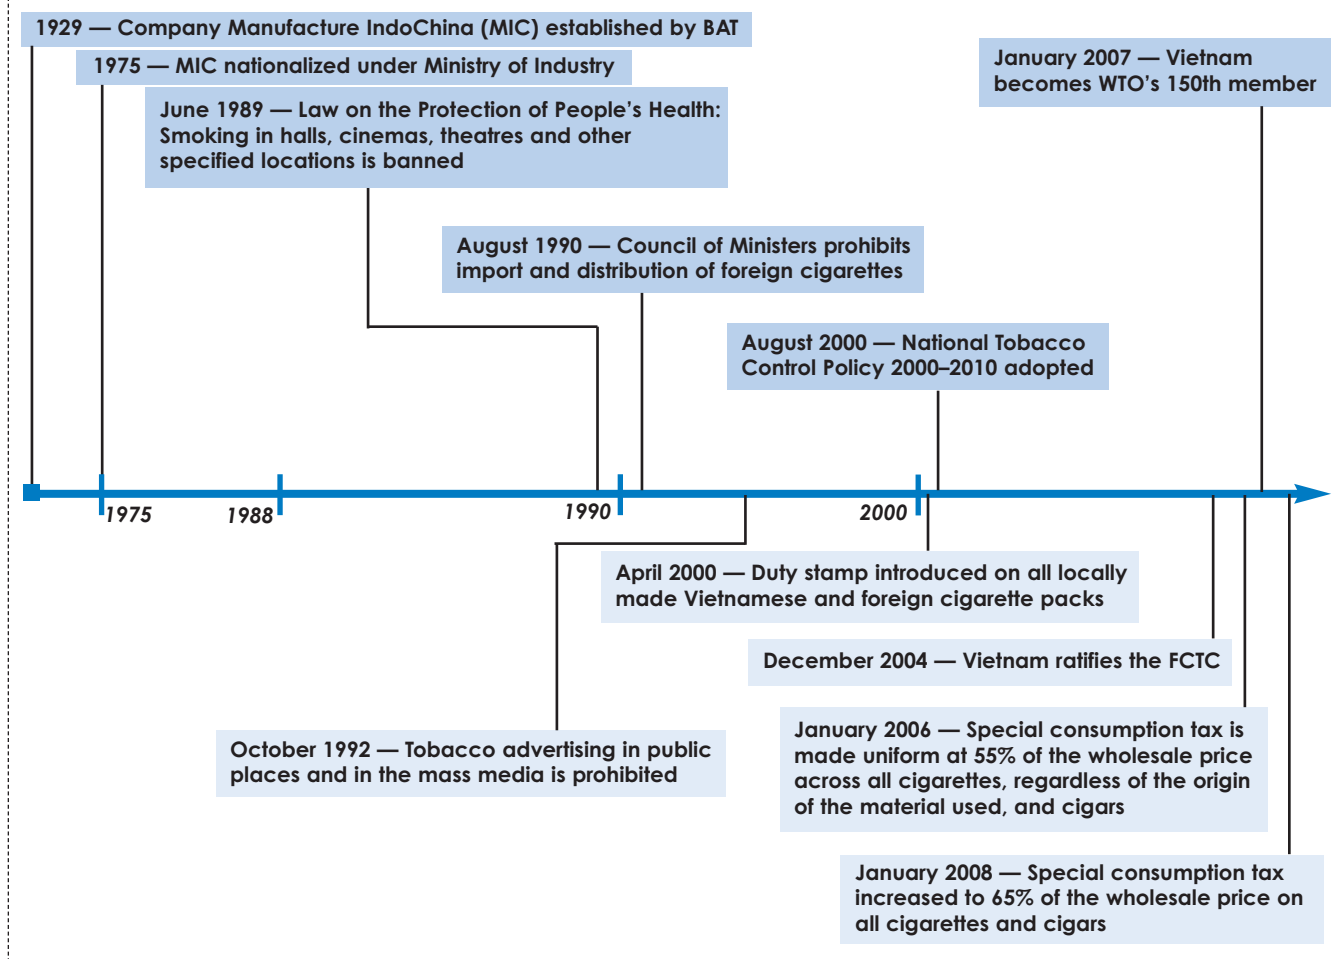 1929 — Company Manufacture IndoChina (MIC) established by BAT
1975 — MIC nationalized under Ministry of Industry
June 1989 — Law on the Protection of People’s Health:
Smoking in halls, cinemas, theatres and other
specified locations is banned
January 2007 — Vietnam
becomes WTO’s 150th member
August 1990 — Council of Ministers prohibits
import and distribution of foreign cigarettes
August 2000 — National Tobacco
Control Policy 2000–2010 adopted
1975
1988
1990
2000
April 2000 — Duty stamp introduced on all locally
made Vietnamese and foreign cigarette packs
December 2004 — Vietnam ratifies the FCTC
October 1992 — Tobacco advertising in public
places and in the mass media is prohibited
January 2006 — Special consumption tax is
made uniform at 55% of the wholesale price
across all cigarettes, regardless of the origin
of the material used, and cigars
January 2008 — Special consumption tax
increased to 65% of the wholesale price on
all cigarettes and cigars